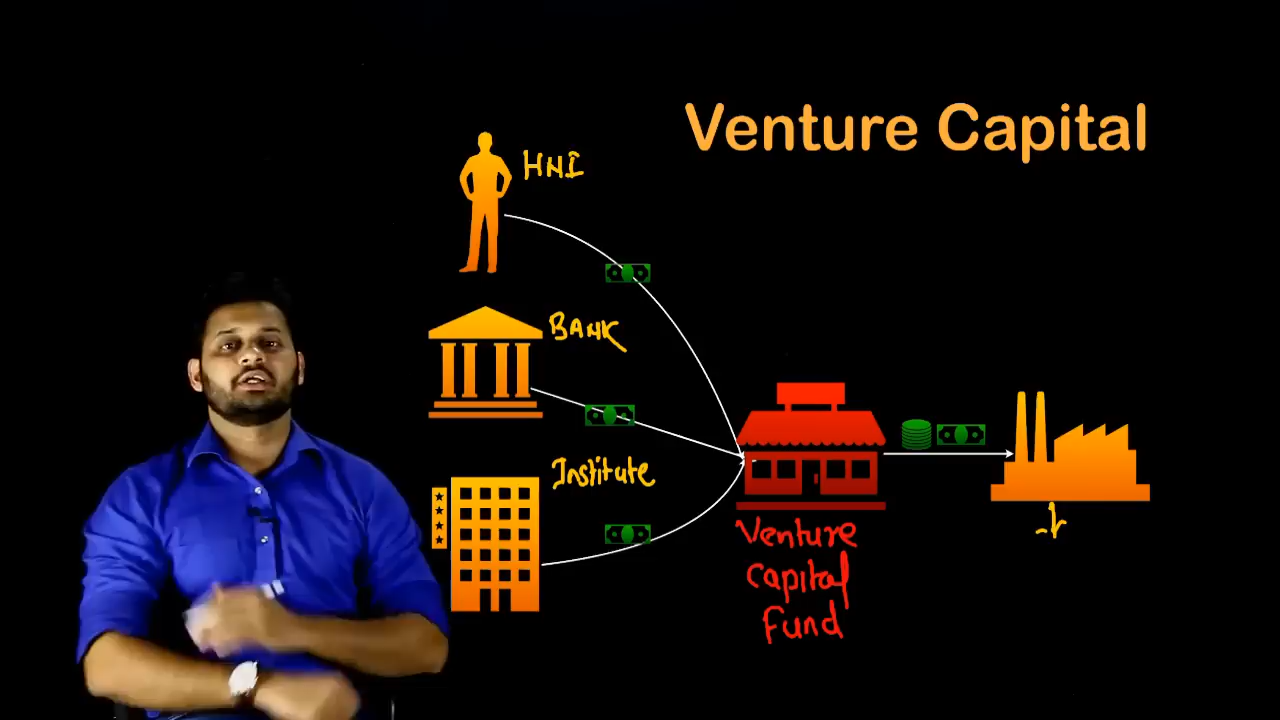 Venture Capital
HNI
BANK
Institute
Venture
Capital
Fund